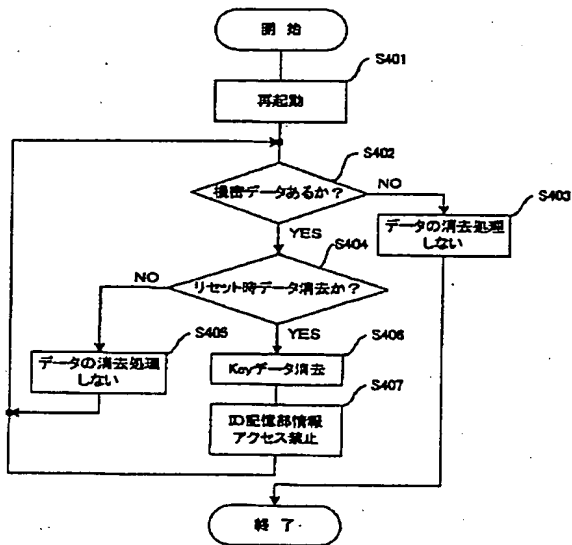 開 始
S401
再起動
S402
機密データあるか？
NO
S403
データの消去処理
しない
YES
S404
リセット時データ消去か？
NO
YES
S405
データの消去処理
しない
S406
Keyデータ消去
S407
ID記憶部情報
アクセス禁止
終 了